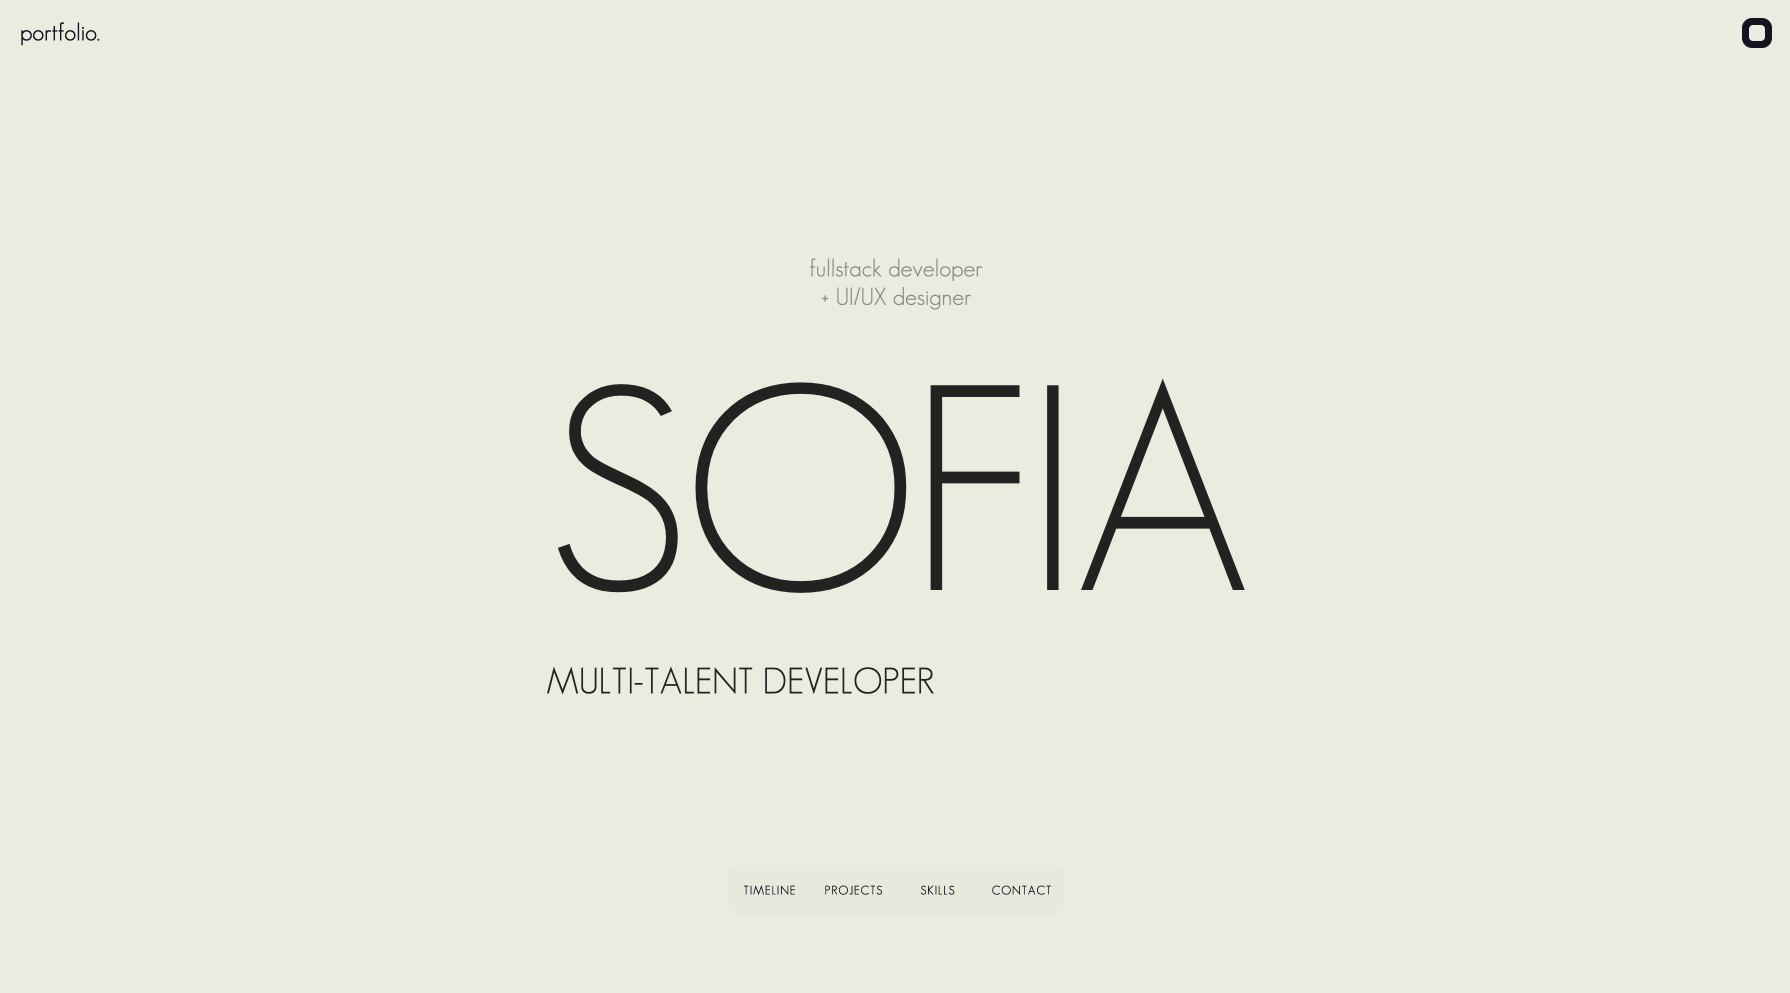 portfolio.
fullstack developer
+ UI/UX designer
SOFIA
MULTI-TALENT DEVELOPER
TIMELINE PROJECTS SKILLS CONTACT